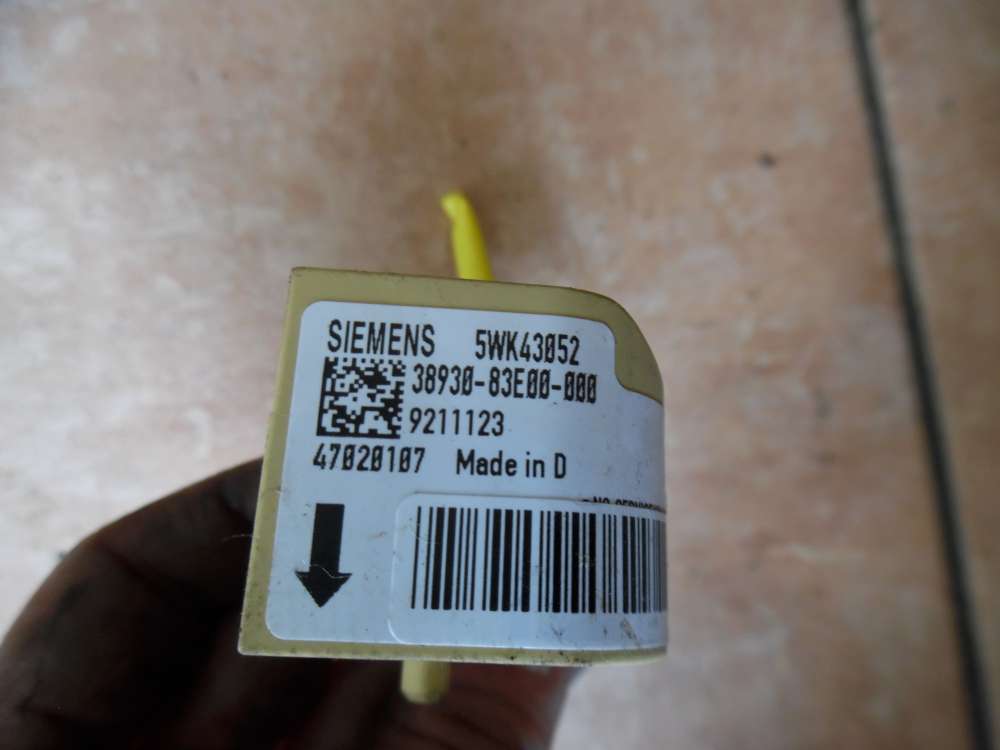 SIEMENS 5WK43052
38930-83E00-000
9211123
47020107 Made in D